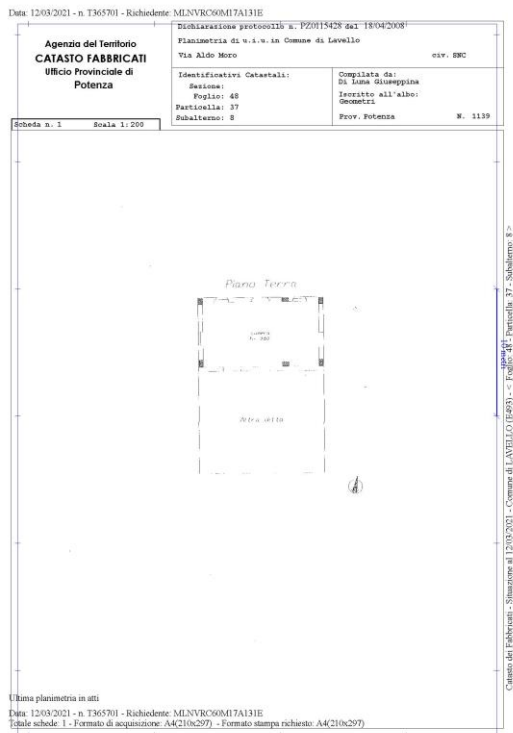 Data: 12/03/2021 - n. T365701 - Richiedente: MLNVRC60M17A131E
Agenzia del Territorio
CATASTO FABBRICATI
Ufficio Provinciale di
Potenza
Dichiarazione protocollo n. PZ0115428 del 18/04/2008
Planimetria di u.i.u. in Comune di Lavello
Via Aldo Moro civ. SNC
Identificativi Catastali:
Sezione:
Foglio: 48
Particella: 37
Subalterno: 8
Compilata da:
Di Luna Giuseppina
Iscritto all'albo:
Geometri
Prov. Potenza N. 1139
Scheda n. 1 Scala 1:200
Piano Terra
Altra ditta
10 metri
Catasto dei Fabbricati - Situazione al 12/03/2021 - Comune di LAVELLO (E493) - < Foglio: 48 - Particella: 37 - Subalterno: 8 >
Ultima planimetria in atti
Data: 12/03/2021 - n. T365701 - Richiedente: MLNVRC60M17A131E
Totale schede: 1 - Formato di acquisizione: A4(210x297) - Formato stampa richiesto: A4(210x297)